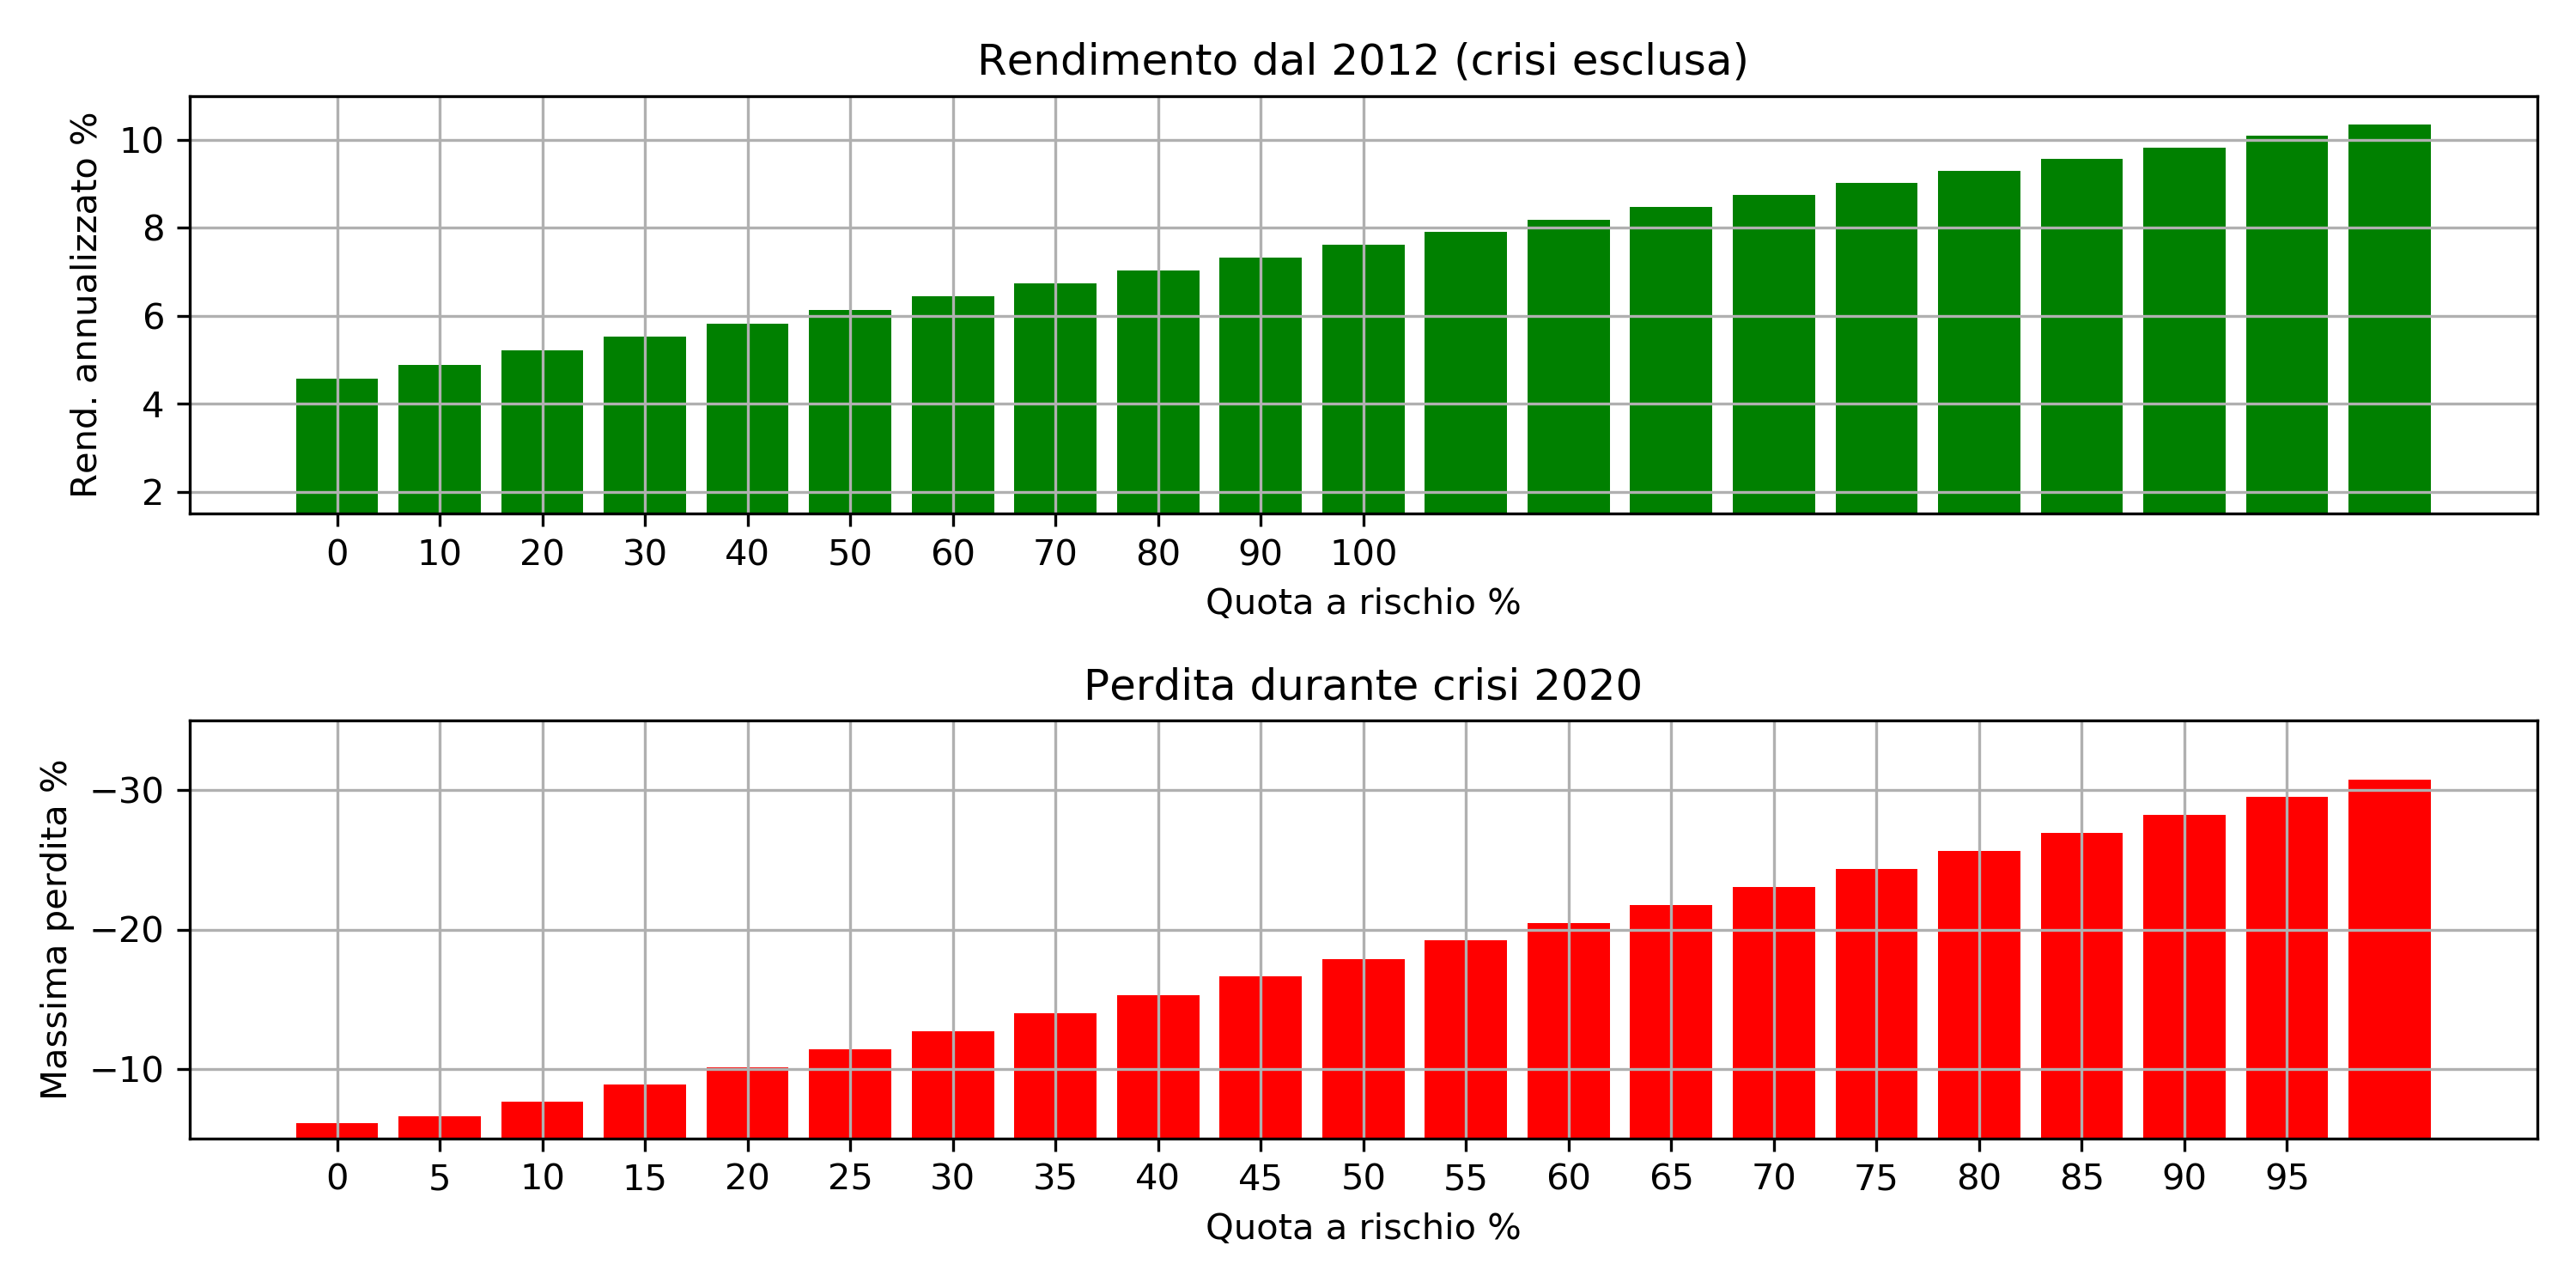 Rendimento dal 2012 (crisi esclusa)
Rend. annualizzato %
10
8
6
4
2
0 10 20 30 40 50 60 70 80 90 100
Quota a rischio %
Perdita durante crisi 2020
Massima perdita %
−30
−20
−10
0 5 10 15 20 25 30 35 40 45 50 55 60 65 70 75 80 85 90 95
Quota a rischio %